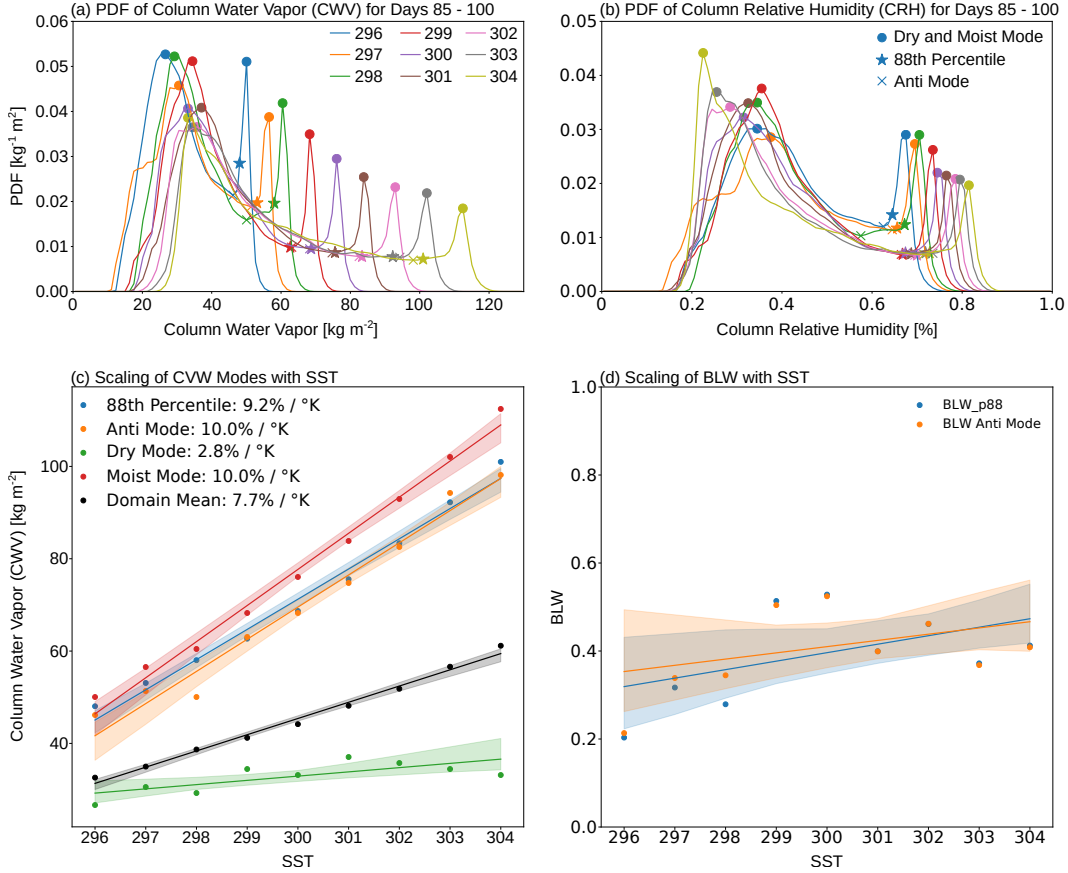 (a) PDF of Column Water Vapor (CWV) for Days 85 - 100
0.06
0.05
0.04
0.03
0.02
0.01
0.00
PDF [kg⁻¹ m²]
296 299 302
297 300 303
298 301 304
0 20 40 60 80 100 120
Column Water Vapor [kg m⁻²]
(b) PDF of Column Relative Humidity (CRH) for Days 85 - 100
0.05
0.04
0.03
0.02
0.01
0.00
Dry and Moist Mode
88th Percentile
Anti Mode
0.0 0.2 0.4 0.6 0.8 1.0
Column Relative Humidity [%]
(c) Scaling of CVW Modes with SST
88th Percentile: 9.2% / °K
Anti Mode: 10.0% / °K
Dry Mode: 2.8% / °K
Moist Mode: 10.0% / °K
Domain Mean: 7.7% / °K
100
80
60
40
Column Water Vapor (CWV) [kg m⁻²]
296 297 298 299 300 301 302 303 304
SST
(d) Scaling of BLW with SST
BLW_p88
BLW Anti Mode
1.0
0.8
0.6
0.4
0.2
0.0
BLW
296 297 298 299 300 301 302 303 304
SST